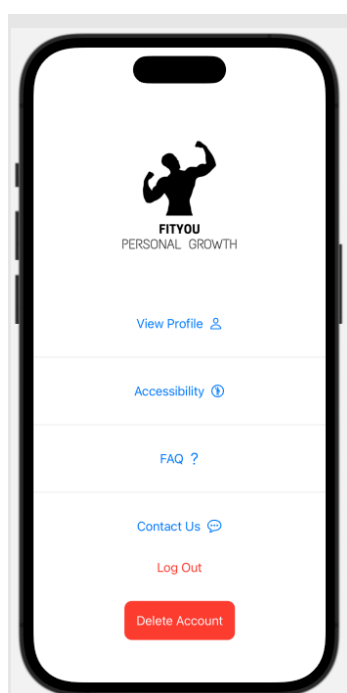 FITYOU
PERSONAL GROWTH
View Profile
Accessibility
FAQ ?
Contact Us
Log Out
Delete Account